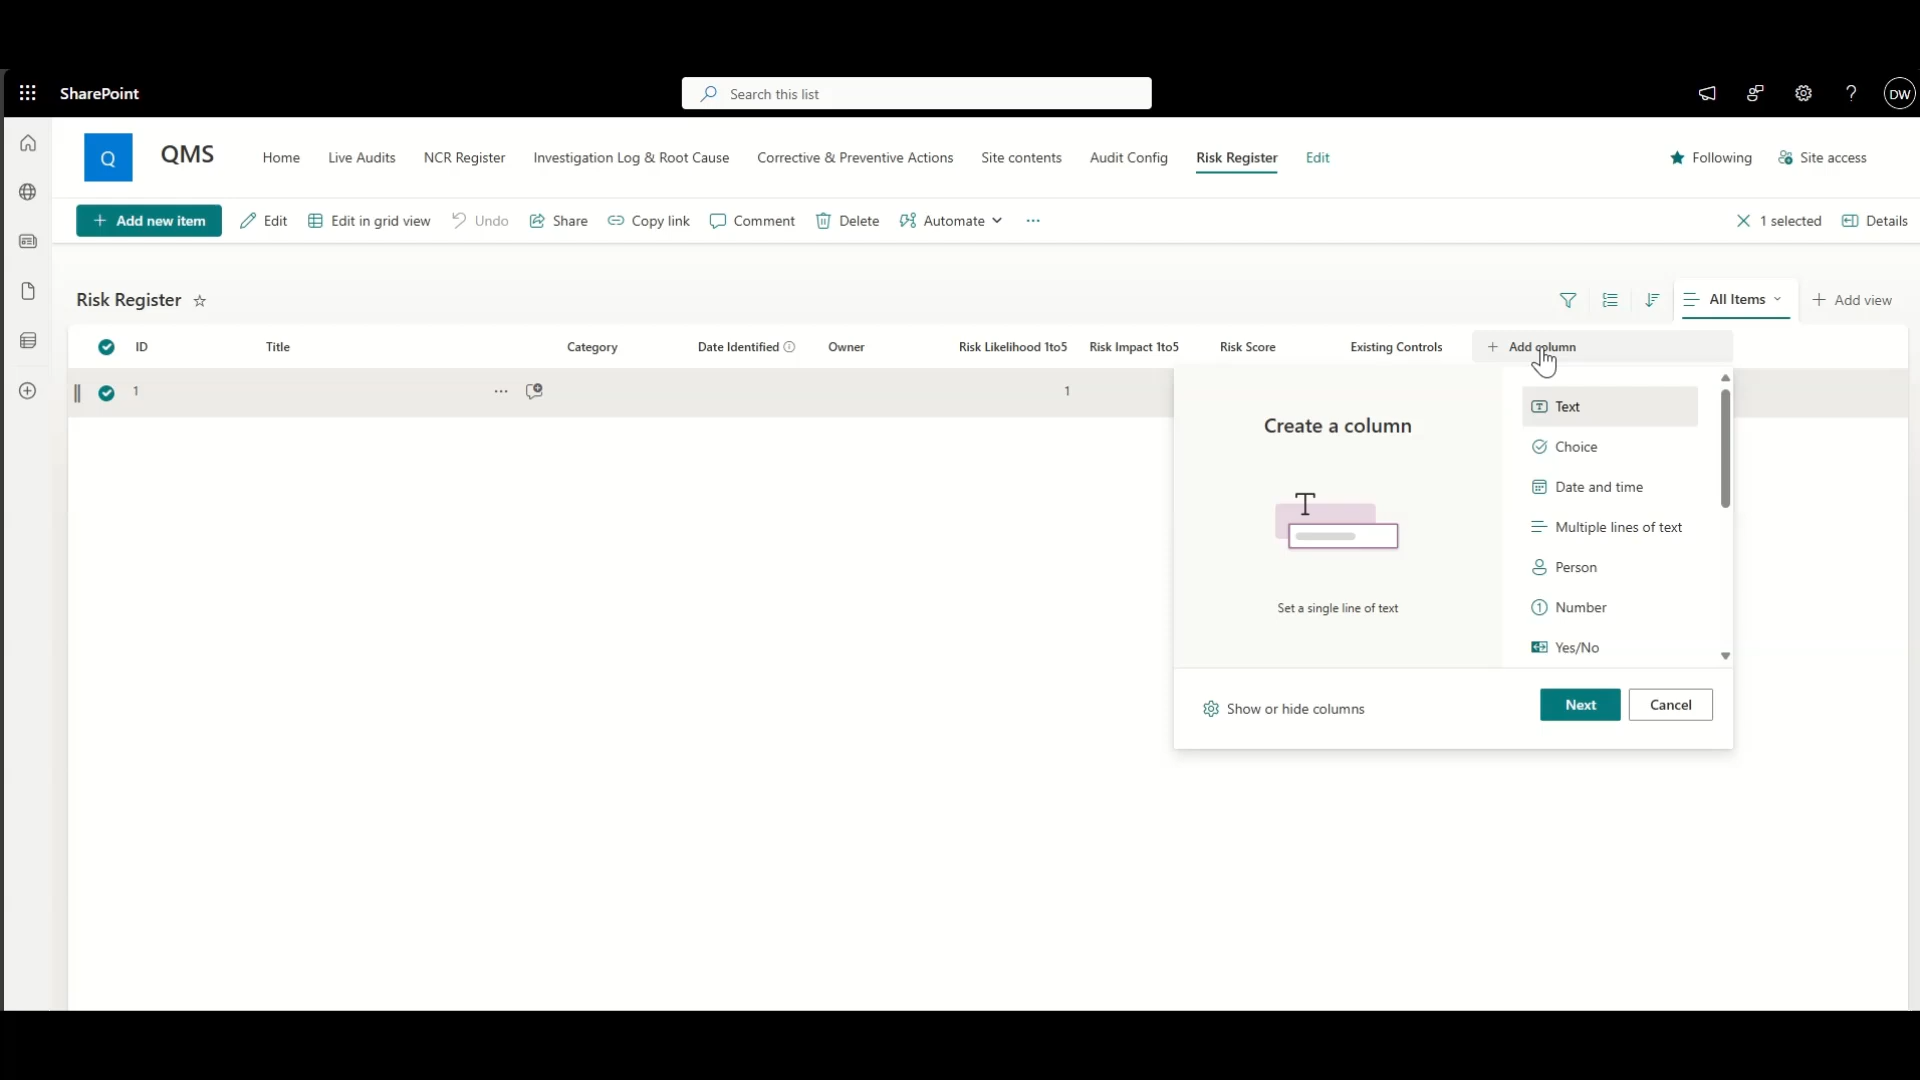 SharePoint
Search this list
DW
Q
QMS
Home
Live Audits
NCR Register
Investigation Log & Root Cause
Corrective & Preventive Actions
Site contents
Audit Config
Risk Register
Edit
Following
Site access
Add new item
Edit
Edit in grid view
Undo
Share
Copy link
Comment
Delete
Automate
1 selected
Details
Risk Register
All Items
Add view
ID
Title
Category
Date Identified
Owner
Risk Likelihood 1to5
Risk Impact 1to5
Risk Score
Existing Controls
Add column
1
1
Create a column
T
Set a single line of text
Text
Choice
Date and time
Multiple lines of text
Person
Number
Yes/No
Show or hide columns
Next
Cancel